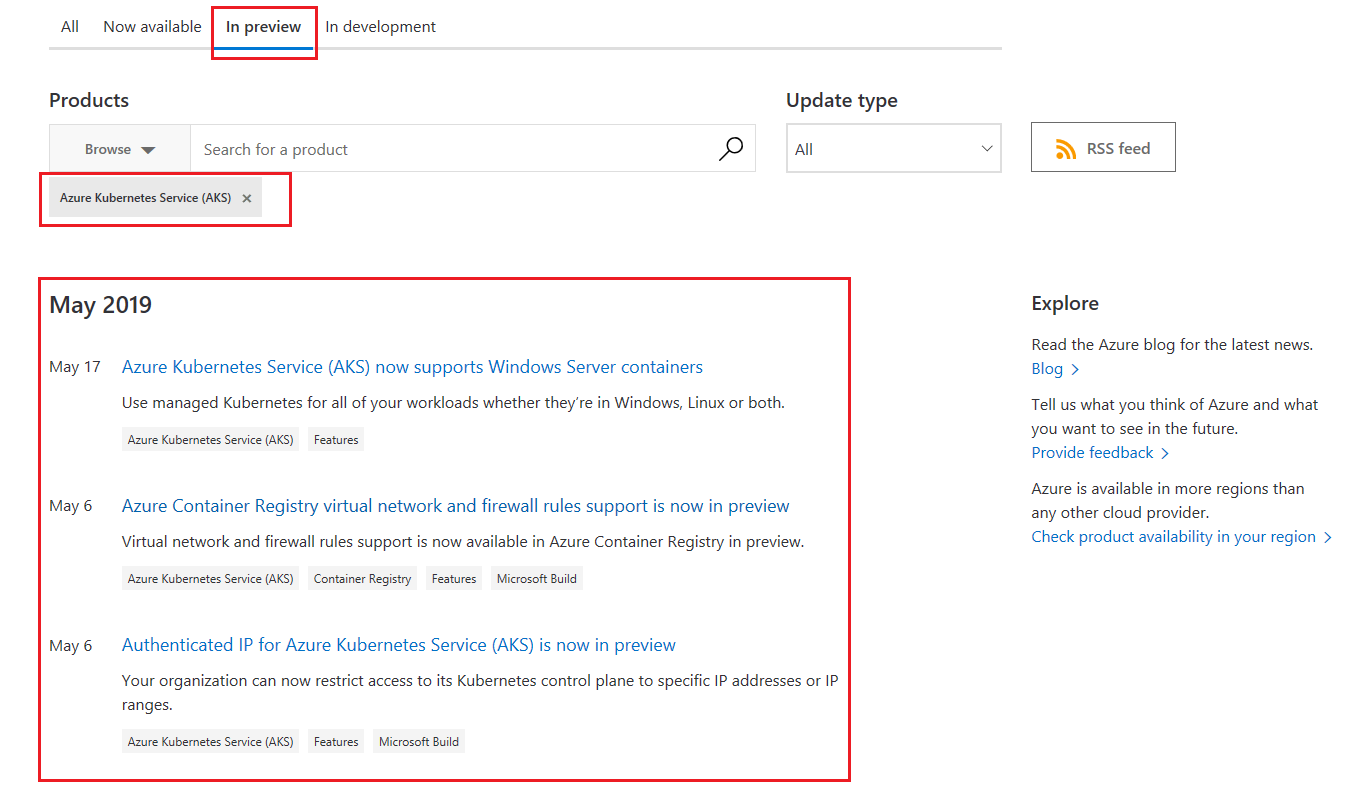 All Now available In preview In development
Products
Update type
Browse
Search for a product
All
RSS feed
Azure Kubernetes Service (AKS) ×
May 2019
May 17 Azure Kubernetes Service (AKS) now supports Windows Server containers
Use managed Kubernetes for all of your workloads whether they’re in Windows, Linux or both.
Azure Kubernetes Service (AKS) Features
May 6 Azure Container Registry virtual network and firewall rules support is now in preview
Virtual network and firewall rules support is now available in Azure Container Registry in preview.
Azure Kubernetes Service (AKS) Container Registry Features Microsoft Build
May 6 Authenticated IP for Azure Kubernetes Service (AKS) is now in preview
Your organization can now restrict access to its Kubernetes control plane to specific IP addresses or IP
ranges.
Azure Kubernetes Service (AKS) Features Microsoft Build
Explore
Read the Azure blog for the latest news.
Blog
Tell us what you think of Azure and what
you want to see in the future.
Provide feedback
Azure is available in more regions than
any other cloud provider.
Check product availability in your region